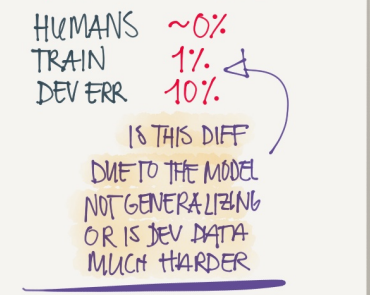 HUMANS ~0%
TRAIN 1%
DEV ERR 10%
IS THIS DIFF
DUE TO THE MODEL
NOT GENERALIZING
OR IS DEV DATA
MUCH HARDER